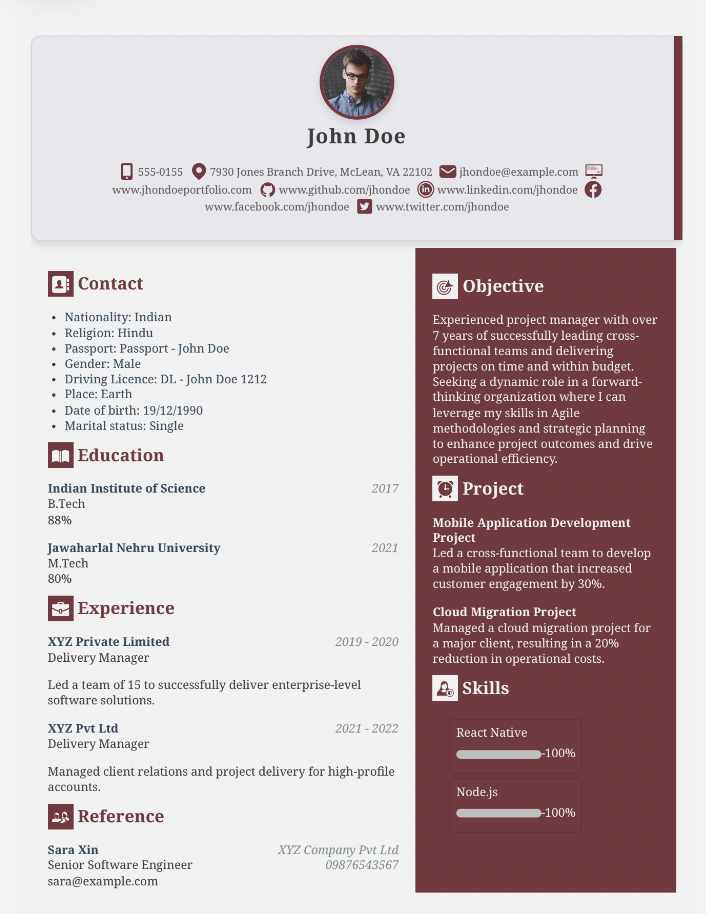 John Doe
555-0155 7930 Jones Branch Drive, McLean, VA 22102 jhondoe@example.com
www.jhondoeportfolio.com www.github.com/jhondoe www.linkedin.com/jhondoe
www.facebook.com/jhondoe www.twitter.com/jhondoe
Contact
• Nationality: Indian
• Religion: Hindu
• Passport: Passport - John Doe
• Gender: Male
• Driving Licence: DL - John Doe 1212
• Place: Earth
• Date of birth: 19/12/1990
• Marital status: Single
Education
Indian Institute of Science 2017
B.Tech
88%
Jawaharlal Nehru University 2021
M.Tech
80%
Experience
XYZ Private Limited 2019 - 2020
Delivery Manager
Led a team of 15 to successfully deliver enterprise-level
software solutions.
XYZ Pvt Ltd 2021 - 2022
Delivery Manager
Managed client relations and project delivery for high-profile
accounts.
Reference
Sara Xin XYZ Company Pvt Ltd
Senior Software Engineer 09876543567
sara@example.com
Objective
Experienced project manager with over
7 years of successfully leading cross-
functional teams and delivering
projects on time and within budget.
Seeking a dynamic role in a forward-
thinking organization where I can
leverage my skills in Agile
methodologies and strategic planning
to enhance project outcomes and drive
operational efficiency.
Project
Mobile Application Development
Project
Led a cross-functional team to develop
a mobile application that increased
customer engagement by 30%.
Cloud Migration Project
Managed a cloud migration project for
a major client, resulting in a 20%
reduction in operational costs.
Skills
React Native
-100%
Node.js
-100%